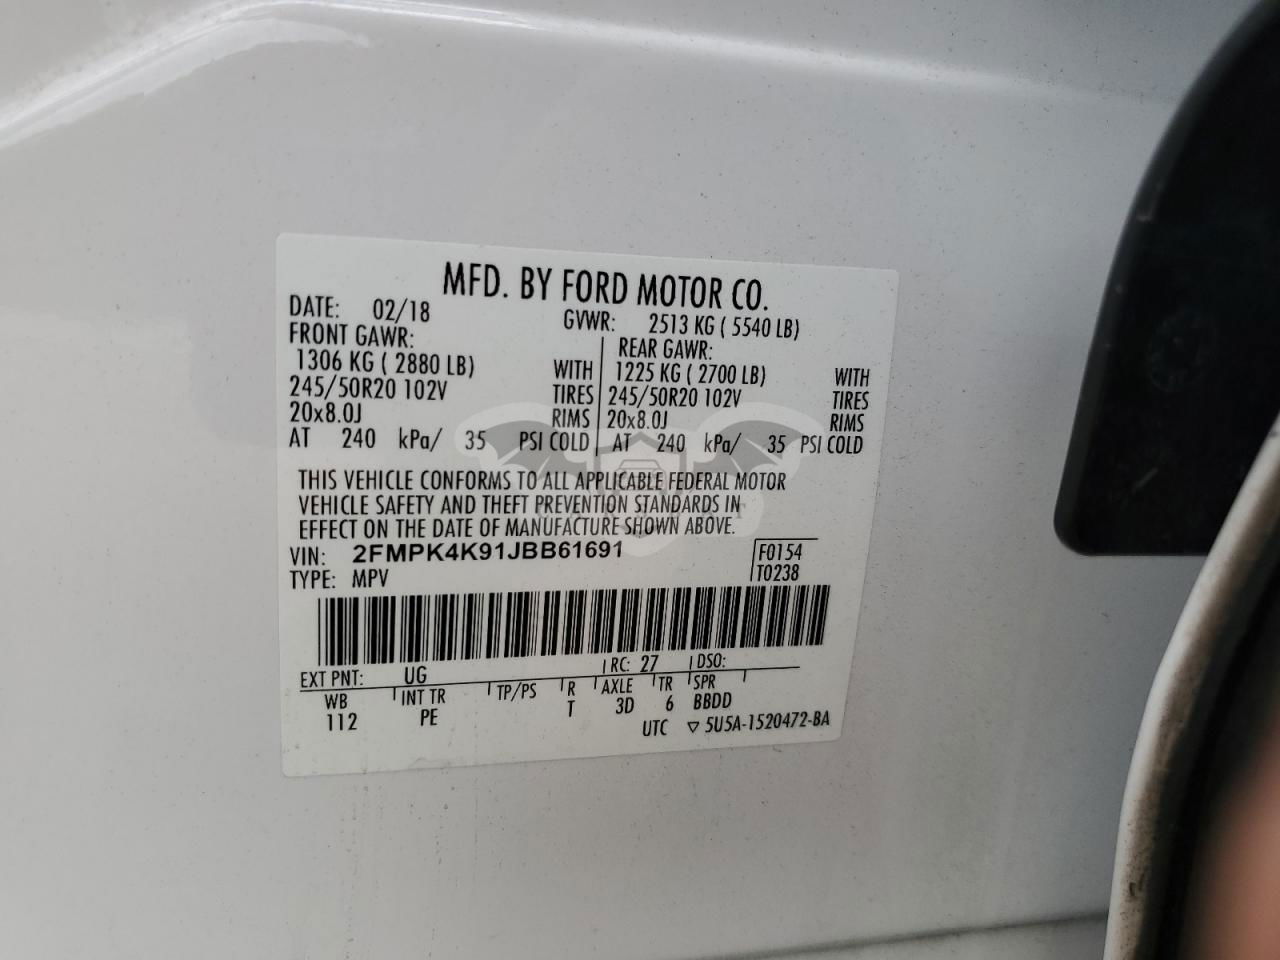 MFD. BY FORD MOTOR CO.
DATE: 02/18 GVWR: 2513 KG ( 5540 LB)
FRONT GAWR: REAR GAWR:
1306 KG ( 2880 LB) WITH 1225 KG ( 2700 LB) WITH
245/50R20 102V TIRES 245/50R20 102V TIRES
20x8.0J RIMS 20x8.0J RIMS
AT 240 kPa/ 35 PSI COLD AT 240 kPa/ 35 PSI COLD
THIS VEHICLE CONFORMS TO ALL APPLICABLE FEDERAL MOTOR
VEHICLE SAFETY AND THEFT PREVENTION STANDARDS IN
EFFECT ON THE DATE OF MANUFACTURE SHOWN ABOVE.
VIN: 2FMPK4K91JBB61691 F0154
TYPE: MPV T0238
EXT PNT: UG RC: 27 DSO:
WB INT TR TP/PS R AXLE TR SPR
112 PE T 3D 6 BBDD
UTC ▽ 5U5A-1520472-BA